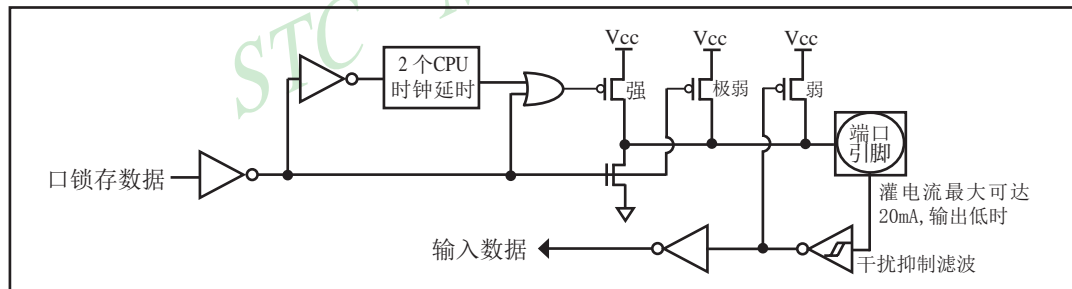 STC
Vcc
Vcc
Vcc
2个CPU
时钟延时
强
极弱
弱
端口
引脚
口锁存数据
灌电流最大可达
20mA,输出低时
输入数据
干扰抑制滤波